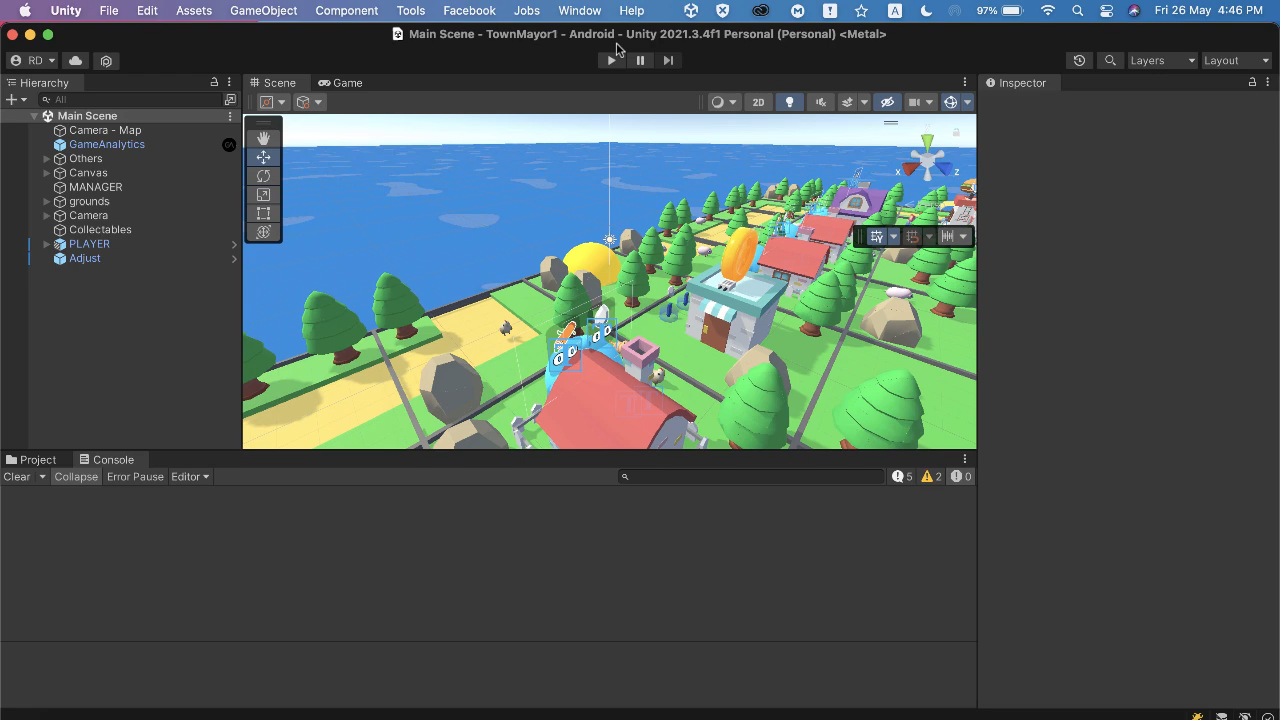 Unity File Edit Assets GameObject Component Tools Facebook Jobs Window Help A 97% Fri 26 May 4:46 PM
Main Scene - TownMayor1 - Android - Unity 2021.3.4f1 Personal (Personal) <Metal>
RD Layers Layout
Hierarchy Scene Game Inspector
All 2D
Main Scene
Camera - Map
GameAnalytics
Others
Canvas
MANAGER
grounds
Camera
Collectables
PLAYER
Adjust
X Z
Y
Project Console
Clear Collapse Error Pause Editor 5 2 0